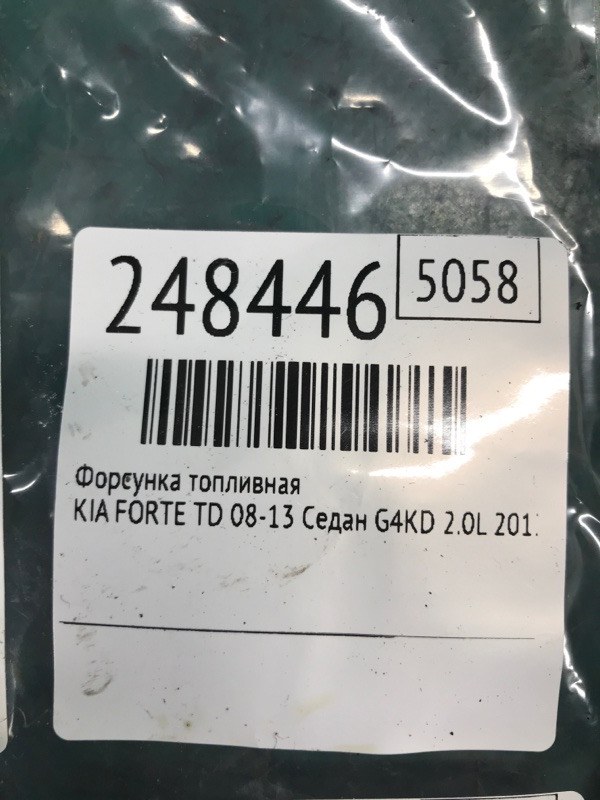 248446
5058
Форсунка топливная
KIA FORTE TD 08-13 Седан G4KD 2.0L 201